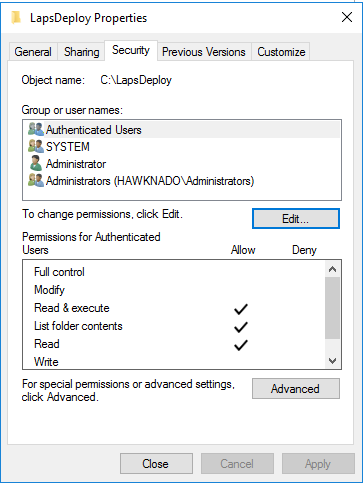 LapsDeploy Properties
General Sharing Security Previous Versions Customize
Object name: C:\LapsDeploy
Group or user names:
Authenticated Users
SYSTEM
Administrator
Administrators (HAWKNADO\Administrators)
To change permissions, click Edit.
Edit...
Permissions for Authenticated
Users Allow Deny
Full control
Modify
Read & execute
List folder contents
Read
Write
For special permissions or advanced settings,
click Advanced.
Advanced
Close Cancel Apply